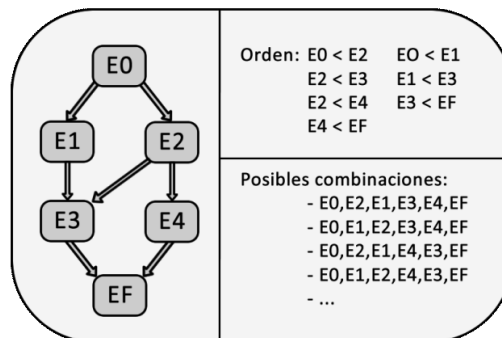 E0
E1 E2
E3 E4
EF
Orden: E0 < E2 EO < E1
E2 < E3 E1 < E3
E2 < E4 E3 < EF
E4 < EF
Posibles combinaciones:
- E0,E2,E1,E3,E4,EF
- E0,E1,E2,E3,E4,EF
- E0,E2,E1,E4,E3,EF
- E0,E1,E2,E4,E3,EF
- ...